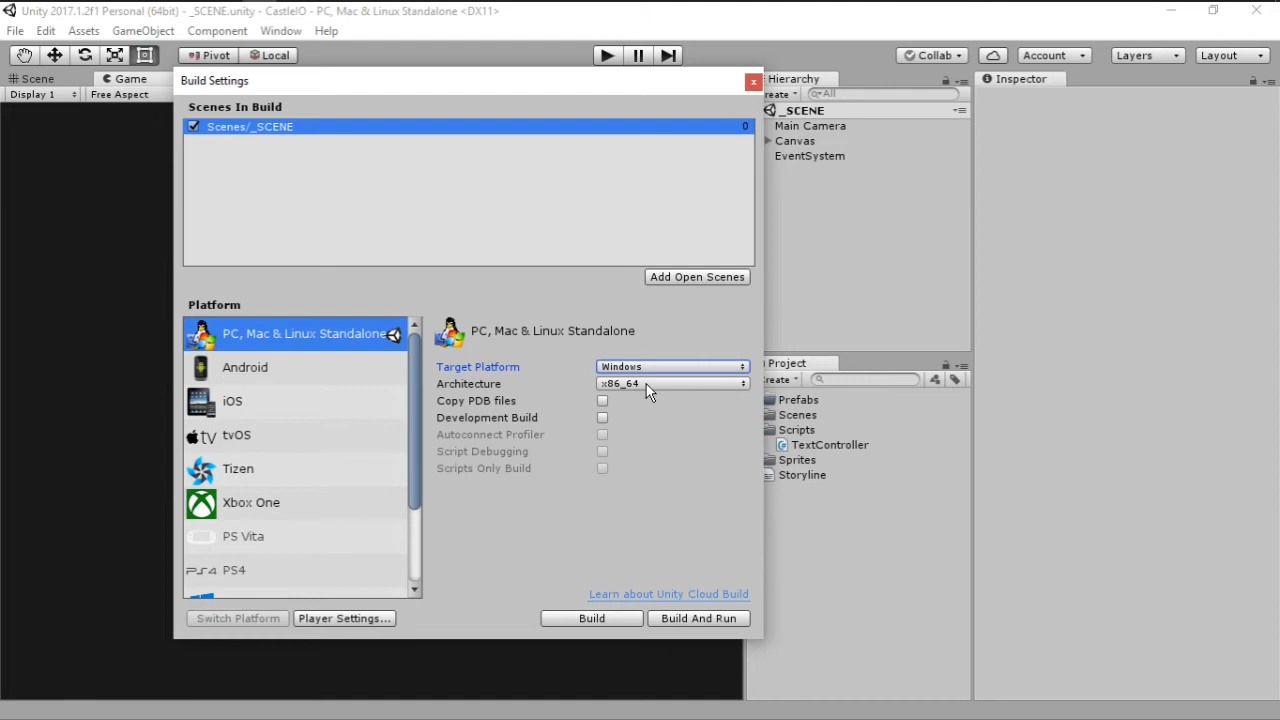 Unity 2017.1.2f1 Personal (64bit) - _SCENE.unity - CastleIO - PC, Mac & Linux Standalone <DX11>
File Edit Assets GameObject Component Window Help
Pivot Local Collab Account Layers Layout
Scene Game
Display 1 Free Aspect
Build Settings
x
Scenes In Build
Scenes/_SCENE 0
Add Open Scenes
Platform
PC, Mac & Linux Standalone
Android
iOS
tvOS
Tizen
Xbox One
PS Vita
PS4
PC, Mac & Linux Standalone
Target Platform Windows
Architecture x86_64
Copy PDB files
Development Build
Autoconnect Profiler
Script Debugging
Scripts Only Build
Learn about Unity Cloud Build
Switch Platform Player Settings... Build Build And Run
Hierarchy
reate All
_SCENE
Main Camera
Canvas
EventSystem
Project
reate
Prefabs
Scenes
Scripts
TextController
Sprites
Storyline
Inspector